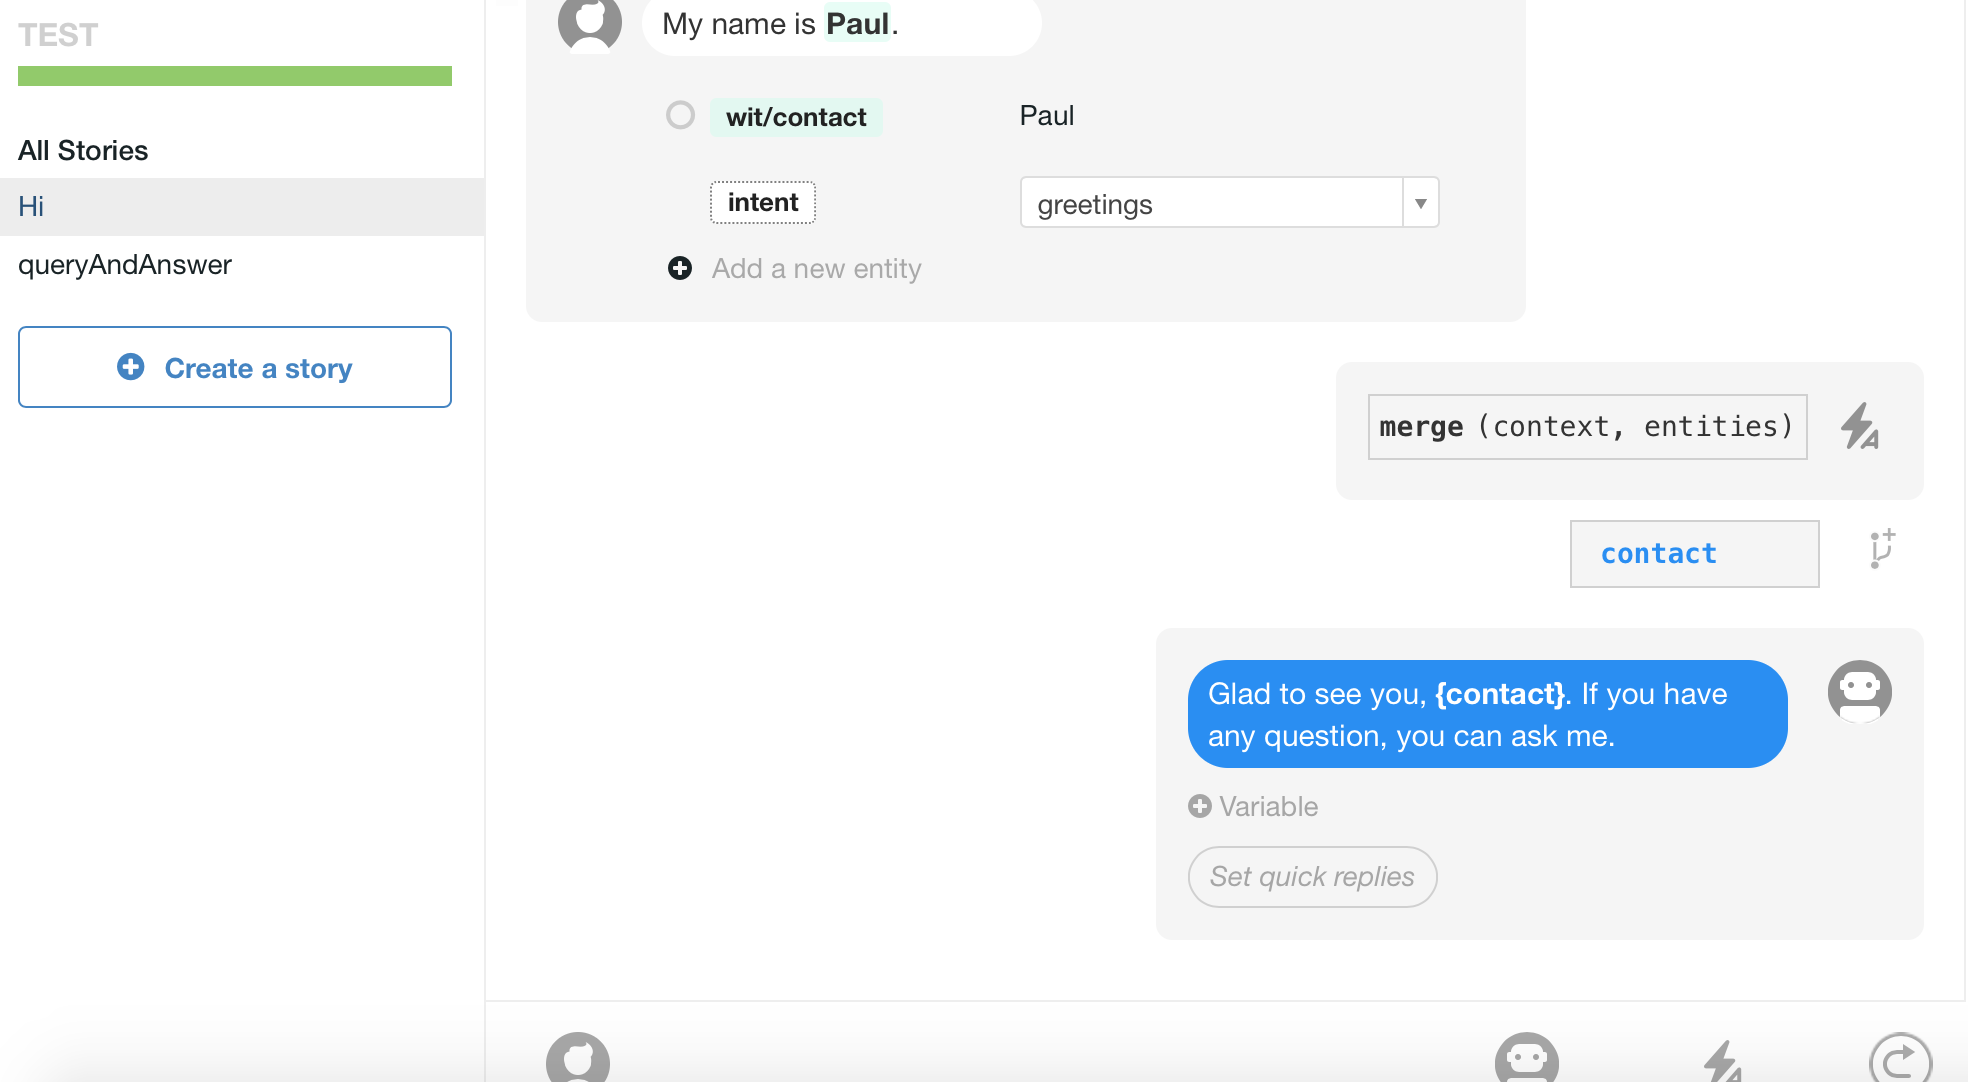 TEST
All Stories
Hi
queryAndAnswer
Create a story
My name is Paul.
wit/contact
Paul
intent
greetings
Add a new entity
merge (context, entities)
contact
Glad to see you, {contact}. If you have
any question, you can ask me.
Variable
Set quick replies